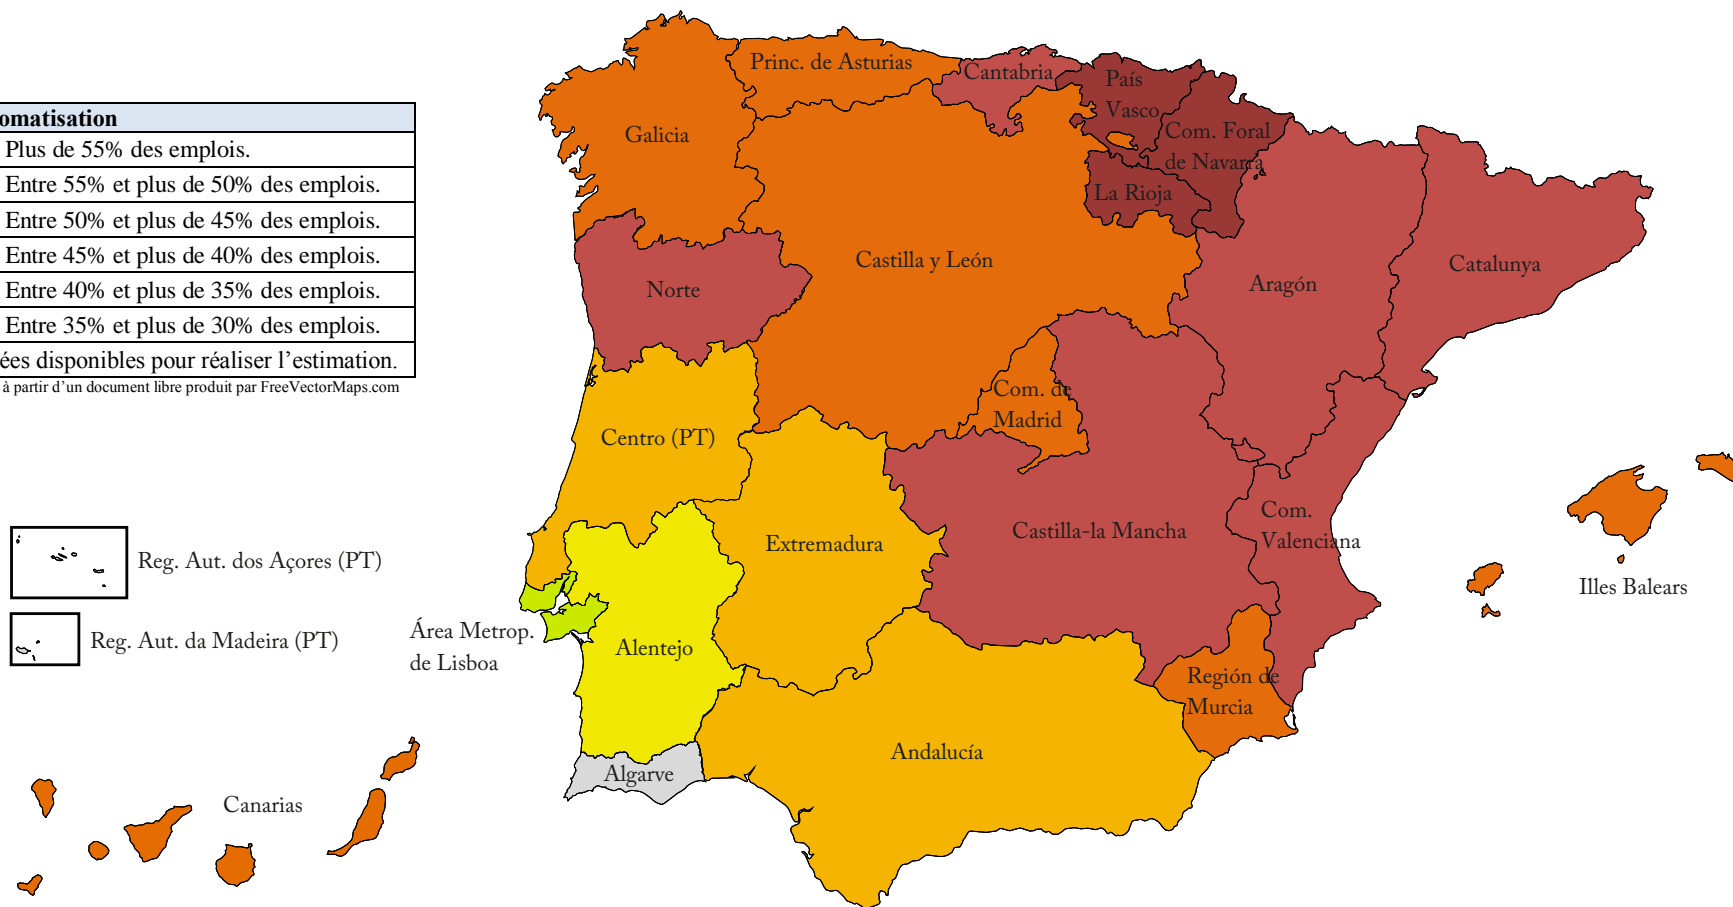 omatisation
Plus de 55% des emplois.
Entre 55% et plus de 50% des emplois.
Entre 50% et plus de 45% des emplois.
Entre 45% et plus de 40% des emplois.
Entre 40% et plus de 35% des emplois.
Entre 35% et plus de 30% des emplois.
ées disponibles pour réaliser l’estimation.
à partir d’un document libre produit par FreeVectorMaps.com
Princ. de Asturias
Cantabria
País
Vasco
Galicia
Com. Foral
de Navarra
La Rioja
Castilla y León
Norte
Aragón
Catalunya
Com. de
Madrid
Centro (PT)
Extremadura
Castilla-la Mancha
Com.
Valenciana
Illes Balears
Reg. Aut. dos Açores (PT)
Reg. Aut. da Madeira (PT)
Área Metrop.
de Lisboa
Alentejo
Región de
Murcia
Andalucía
Algarve
Canarias